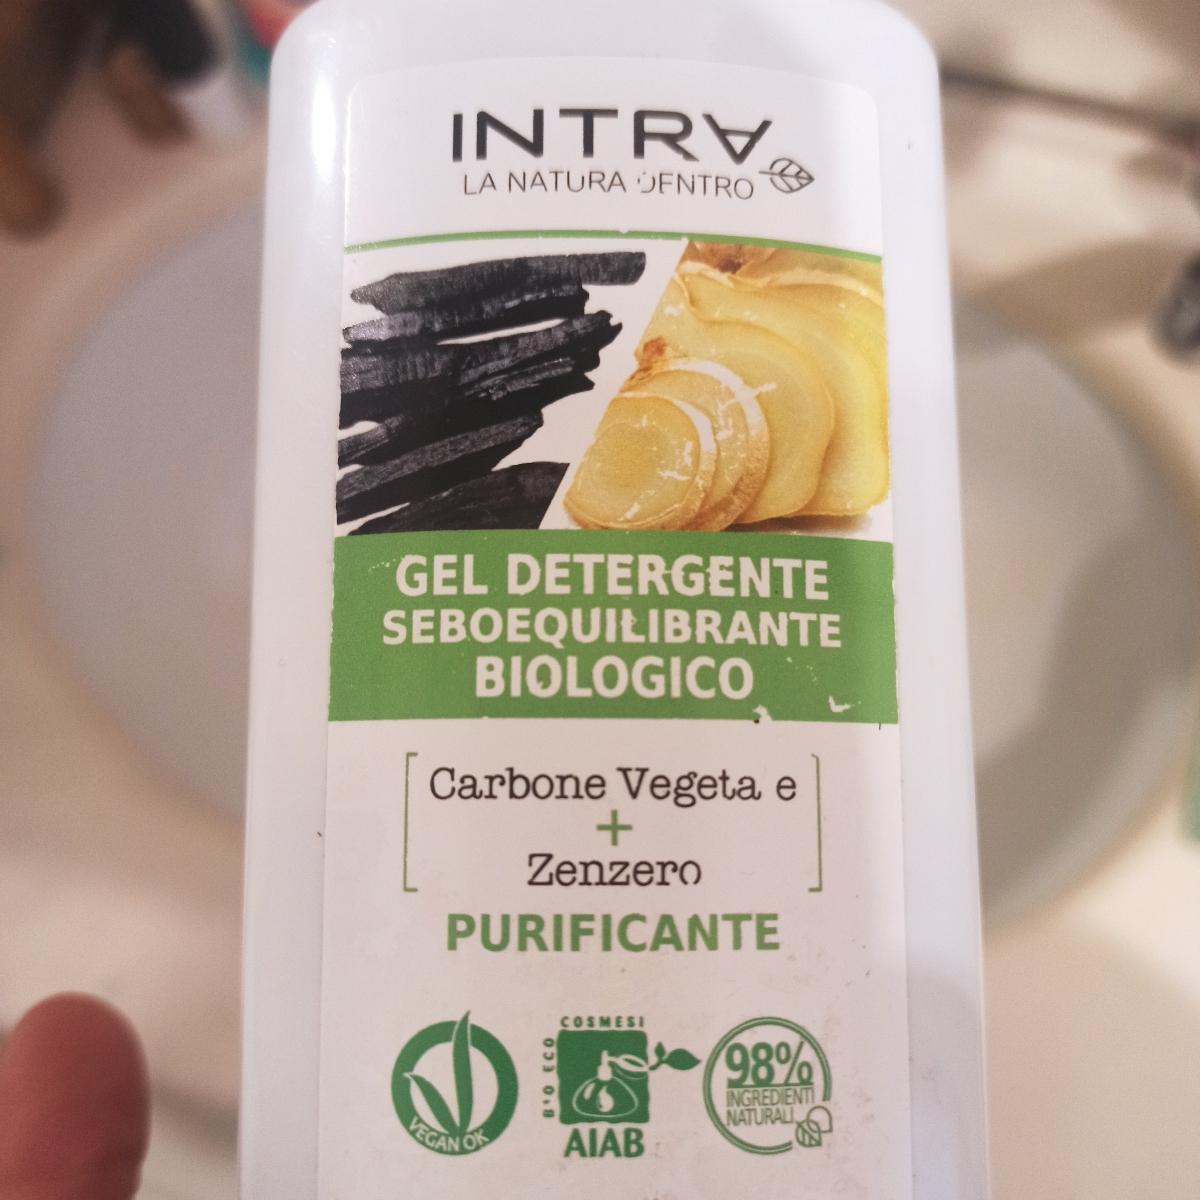 INTRA
LA NATURA DENTRO
GEL DETERGENTE
SEBOEQUILIBRANTE
BIOLOGICO
Carbone Vegeta e
+
Zenzero
PURIFICANTE
VEGAN OK
COSMESI
BIO ECO
AIAB
98%
INGREDIENTI
NATURALI